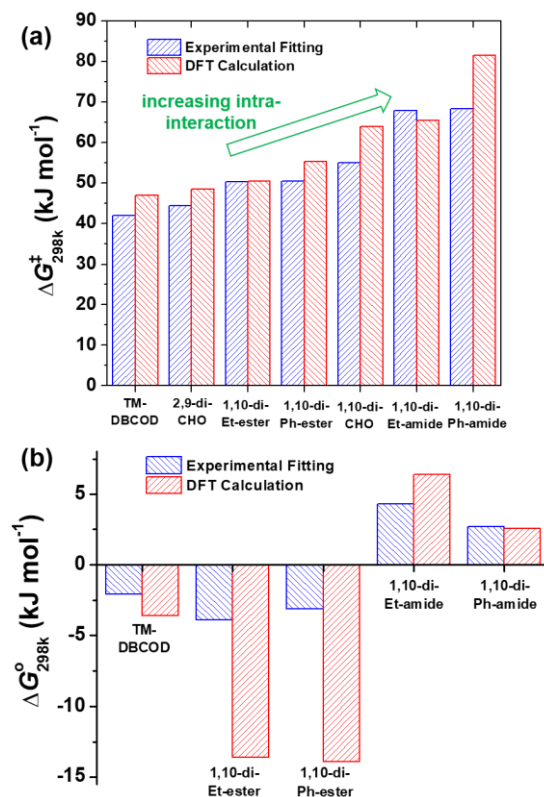 (a)
90
80
70
60
50
40
30
20
10
0
ΔG‡298k (kJ mol-1)
Experimental Fitting
DFT Calculation
increasing intra-
interaction
TM-
DBCOD
2,9-di-
CHO
1,10-di-
Et-ester
1,10-di-
Ph-ester
1,10-di-
CHO
1,10-di-
Et-amide
1,10-di-
Ph-amide
(b)
5
0
-5
-10
-15
ΔGo298k (kJ mol-1)
Experimental Fitting
DFT Calculation
TM-
DBCOD
1,10-di-
Et-ester
1,10-di-
Ph-ester
1,10-di-
Et-amide
1,10-di-
Ph-amide